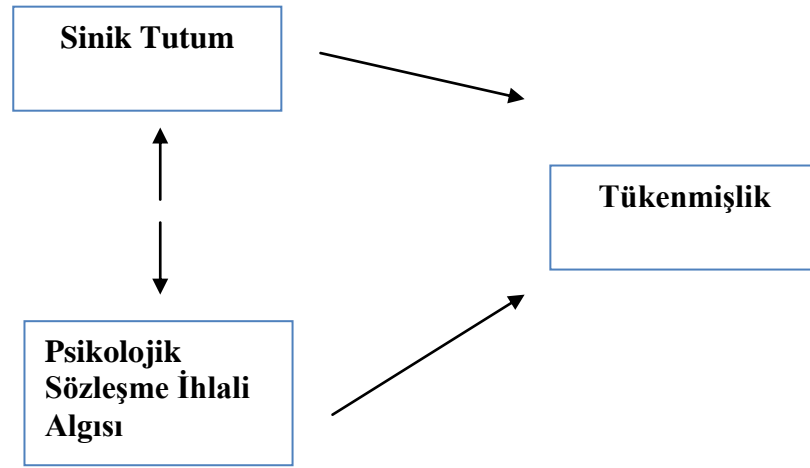 Sinik Tutum
Tükenmişlik
Psikolojik
Sözleşme İhlali
Algısı